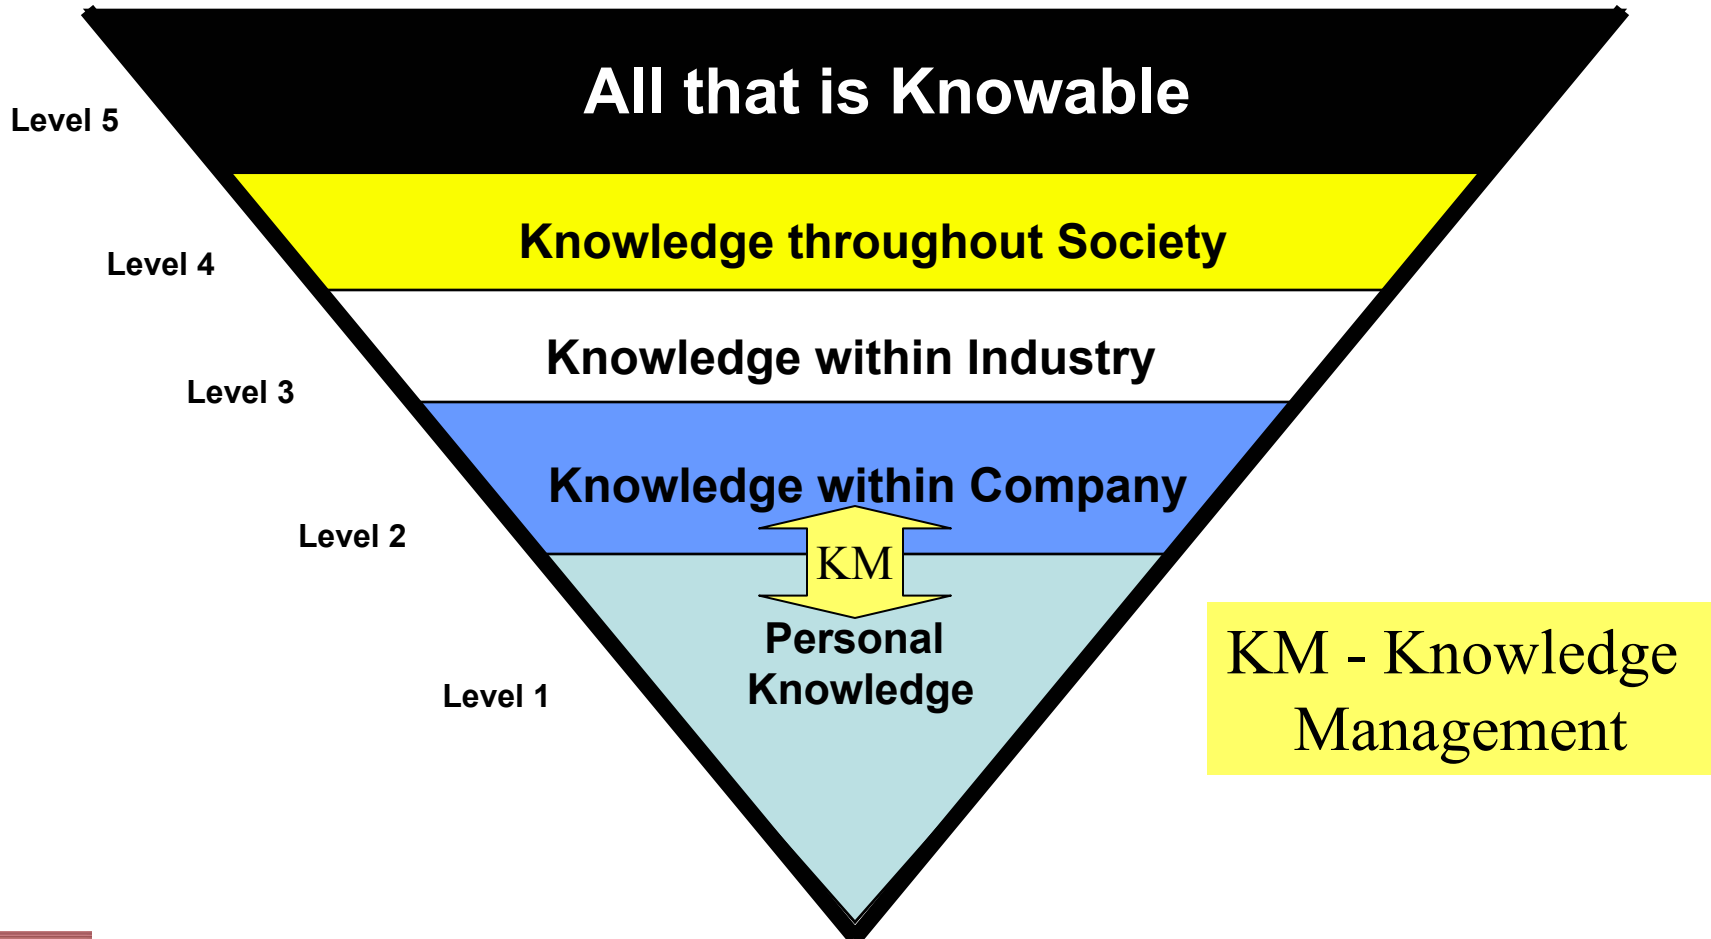 All that is Knowable
Level 5
Knowledge throughout Society
Level 4
Knowledge within Industry
Level 3
Knowledge within Company
Level 2
KM
Personal
Knowledge
Level 1
KM - Knowledge
Management